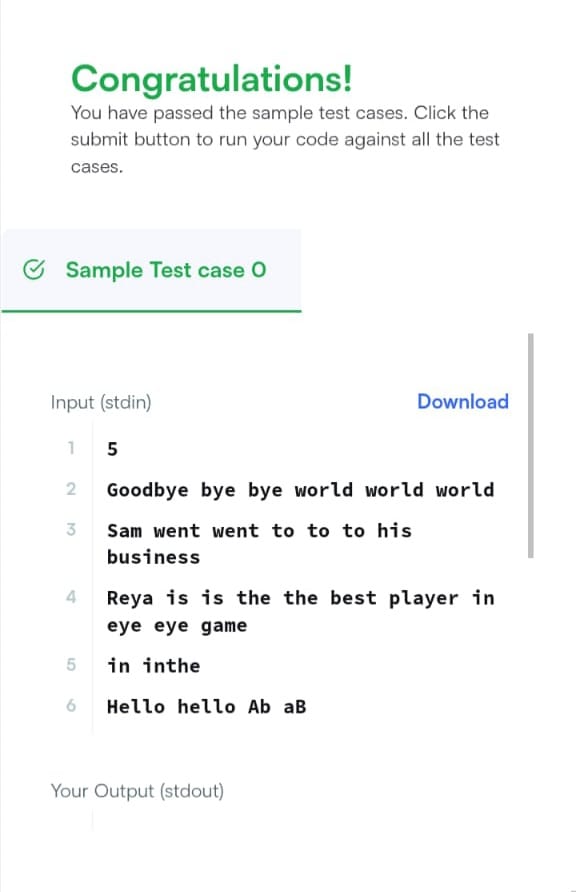 Congratulations!
You have passed the sample test cases. Click the
submit button to run your code against all the test
cases.
Sample Test case 0
Input (stdin)
Download
1 5
2 Goodbye bye bye world world world
3 Sam went went to to to his
business
4 Reya is is the the best player in
eye eye game
5 in inthe
6 Hello hello Ab aB
Your Output (stdout)